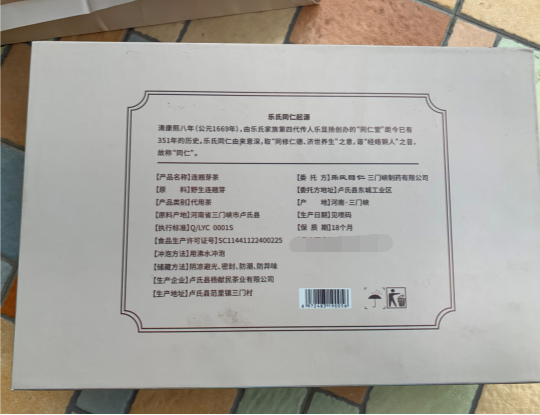 乐氏同仁起源
清康熙八年(公元1669年),由乐氏家族第四代传人乐显扬创办的“同仁堂”距今已有
351年的历史。乐氏同仁由来意深,取“同修仁德、济世养生”之意,
故称“同仁”。
【产品名称】连翘芽茶
【原 料】野生连翘芽
【产品类别】代用茶
【原料产地】河南省三门峡市卢氏县
【执行标准】Q/LYC 0001S
【食品生产许可证号】SC11441122400225
【冲泡方法】用沸水冲泡
【储藏方法】阴凉避光、密封、防潮、防异味
【生产企业】卢氏县杨献民茶业有限公司
【生产地址】卢氏县范里镇三门村
【委 托 方】乐氏同仁 三门峡制药有限公司
【委托方地址】卢氏县东城工业区
【产 地】河南·三门峡
【生产日期】见喷码
【保 质 期】18个月